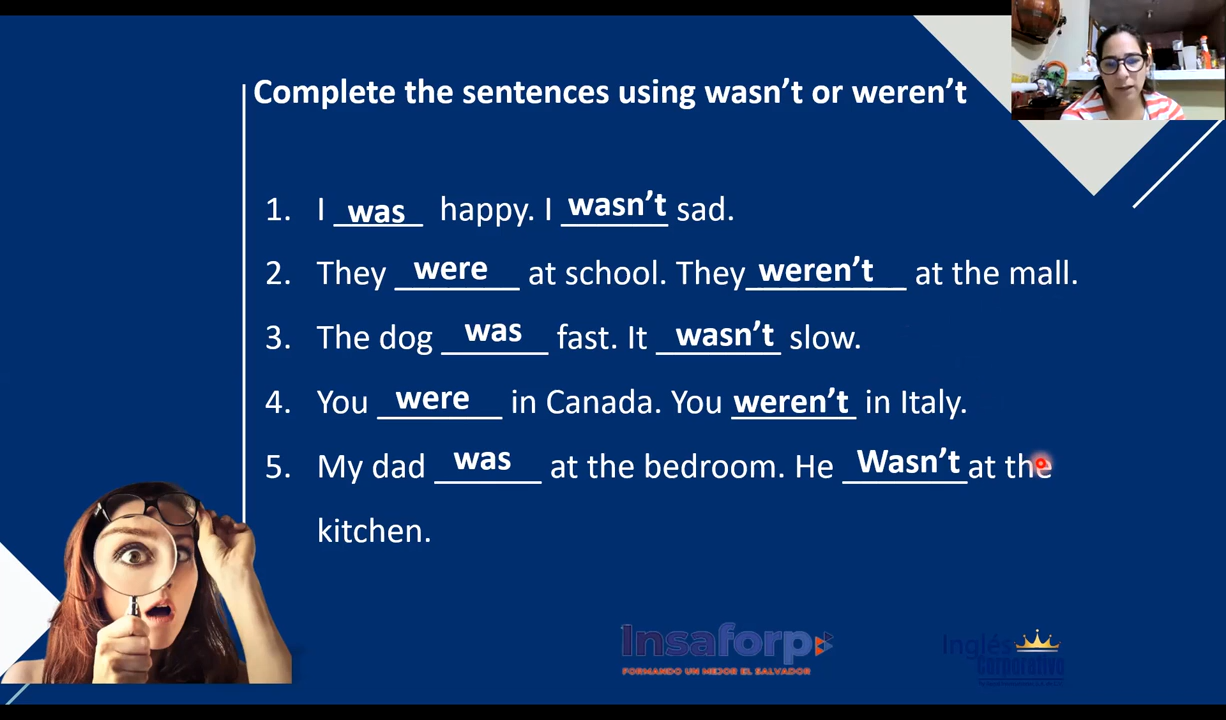 Complete the sentences using wasn't or weren't
1. I was happy. I wasn't sad.
2. They were at school. They weren't at the mall.
3. The dog was fast. It wasn't slow.
4. You were in Canada. You weren't in Italy.
5. My dad was at the bedroom. He Wasn't at the
kitchen.
Insaforp
FORMANDO UN MEJOR EL SALVADOR
Inglés
Corporativo